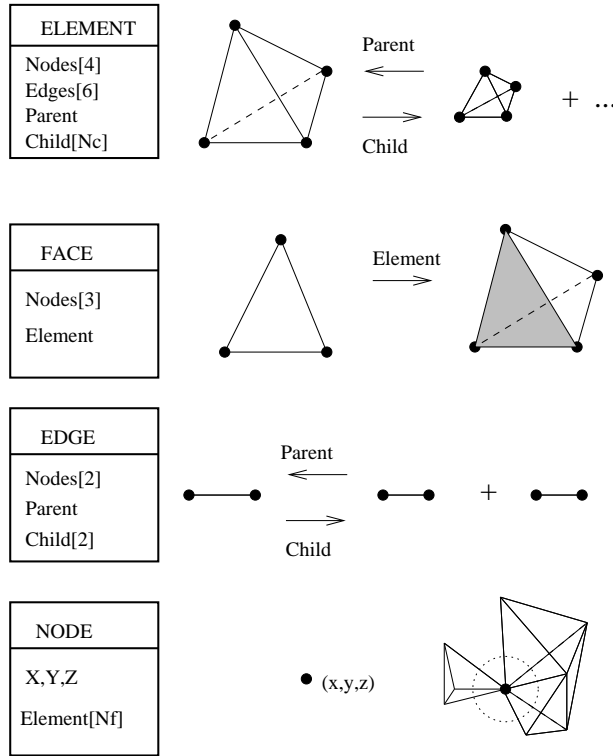 ELEMENT
Nodes[4]
Edges[6]
Parent
Child[Nc]
Parent
Child
+ ...
FACE
Nodes[3]
Element
Element
EDGE
Nodes[2]
Parent
Child[2]
Parent
Child
+
NODE
X,Y,Z
Element[Nf]
(x,y,z)